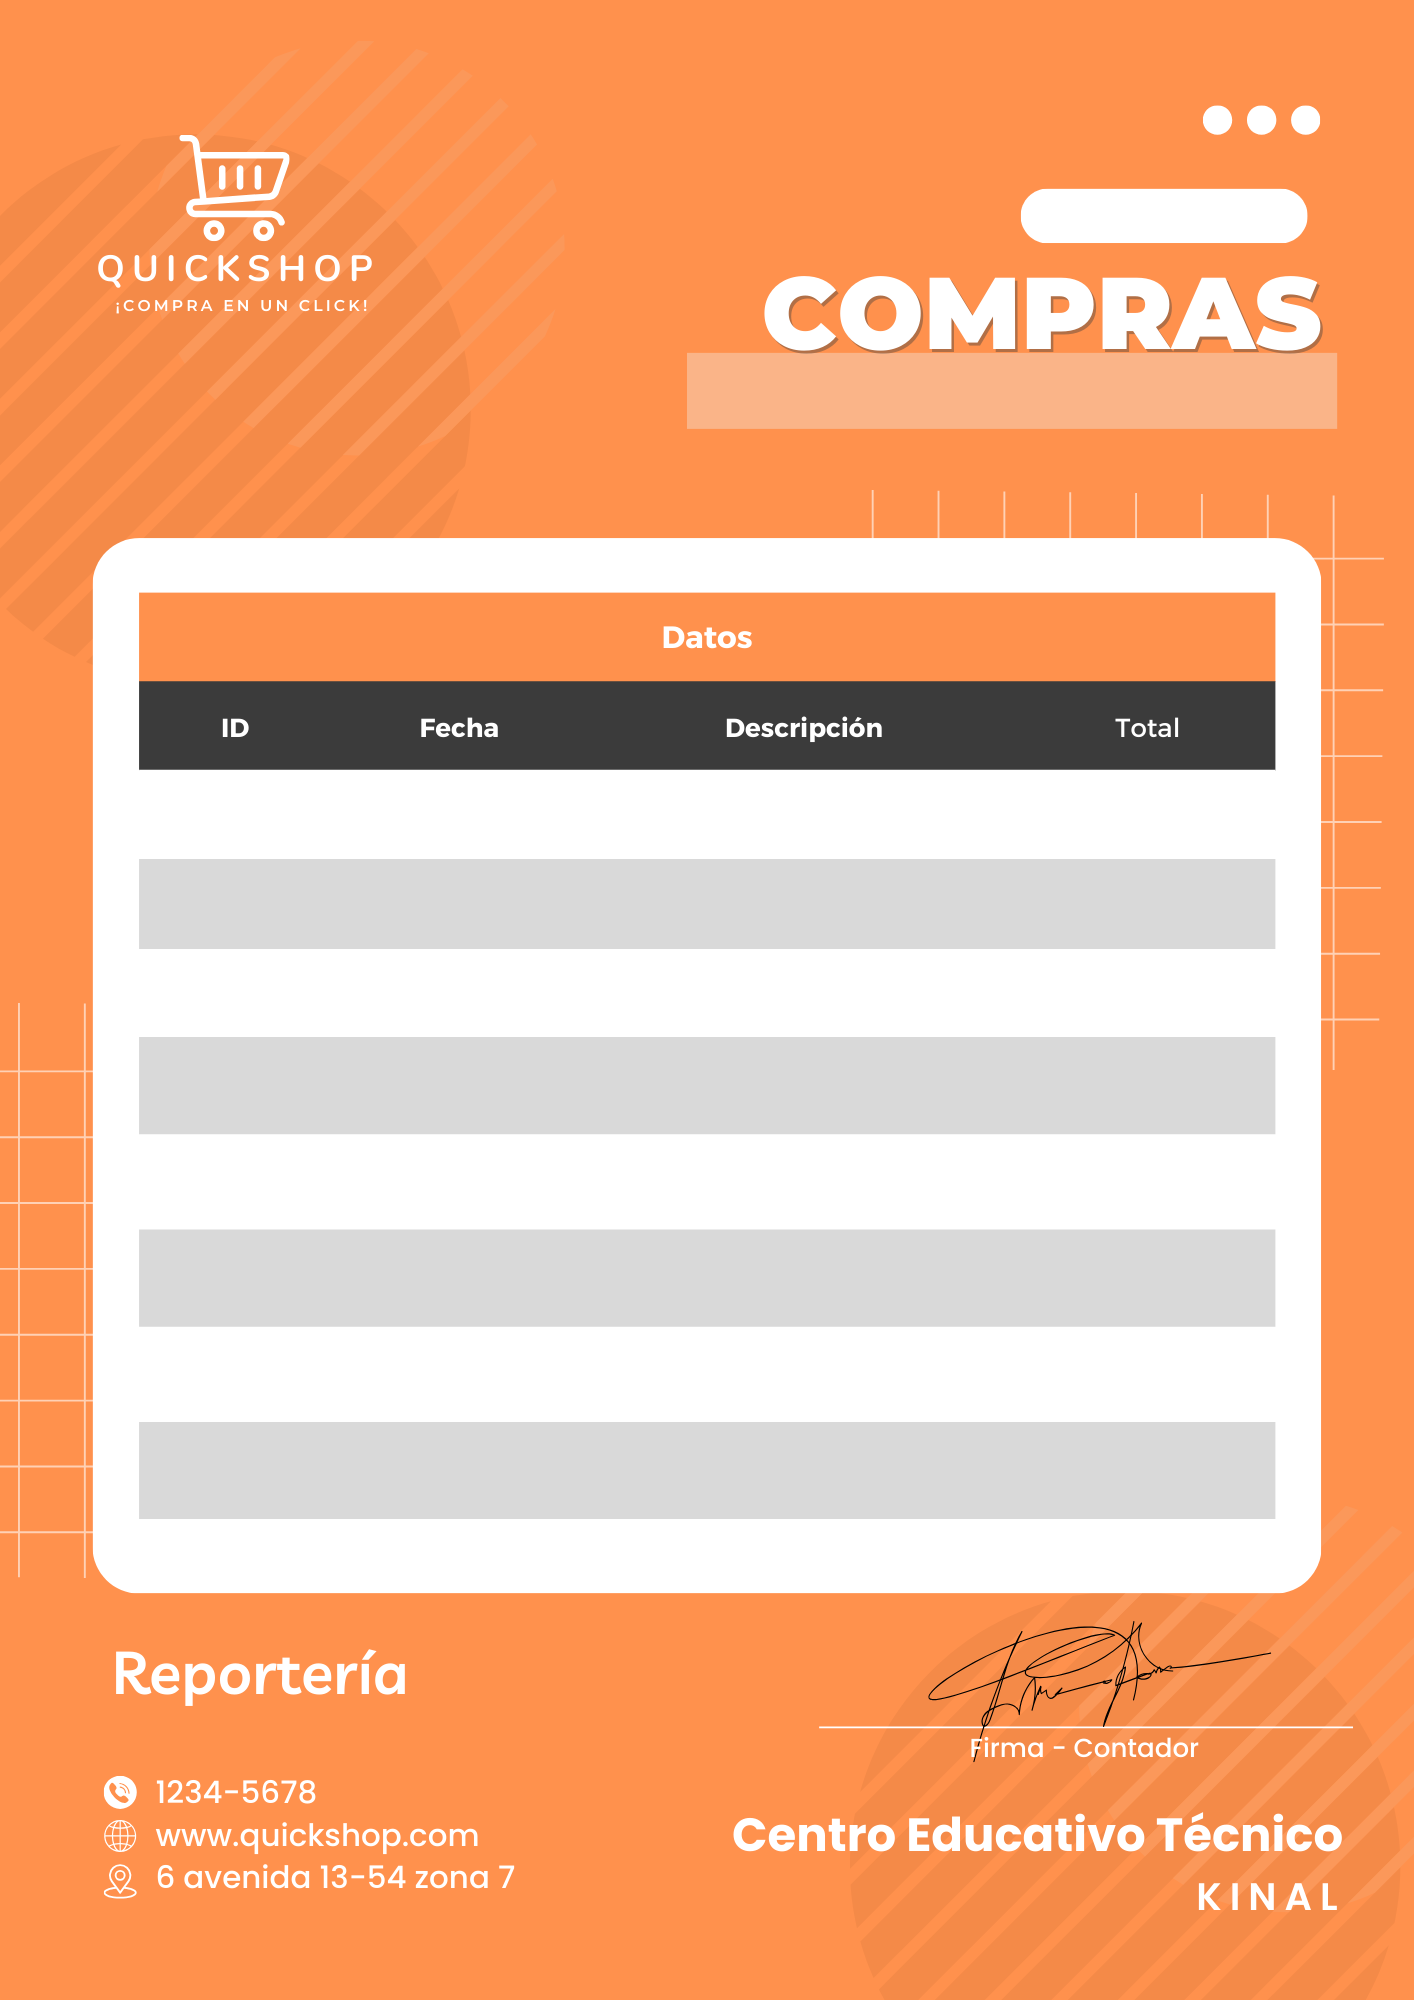 QUICKSHOP
¡COMPRA EN UN CLICK!
COMPRAS
Datos
ID Fecha Descripción Total
Reportería
Firma - Contador
1234-5678
www.quickshop.com
6 avenida 13-54 zona 7
Centro Educativo Técnico
KINAL